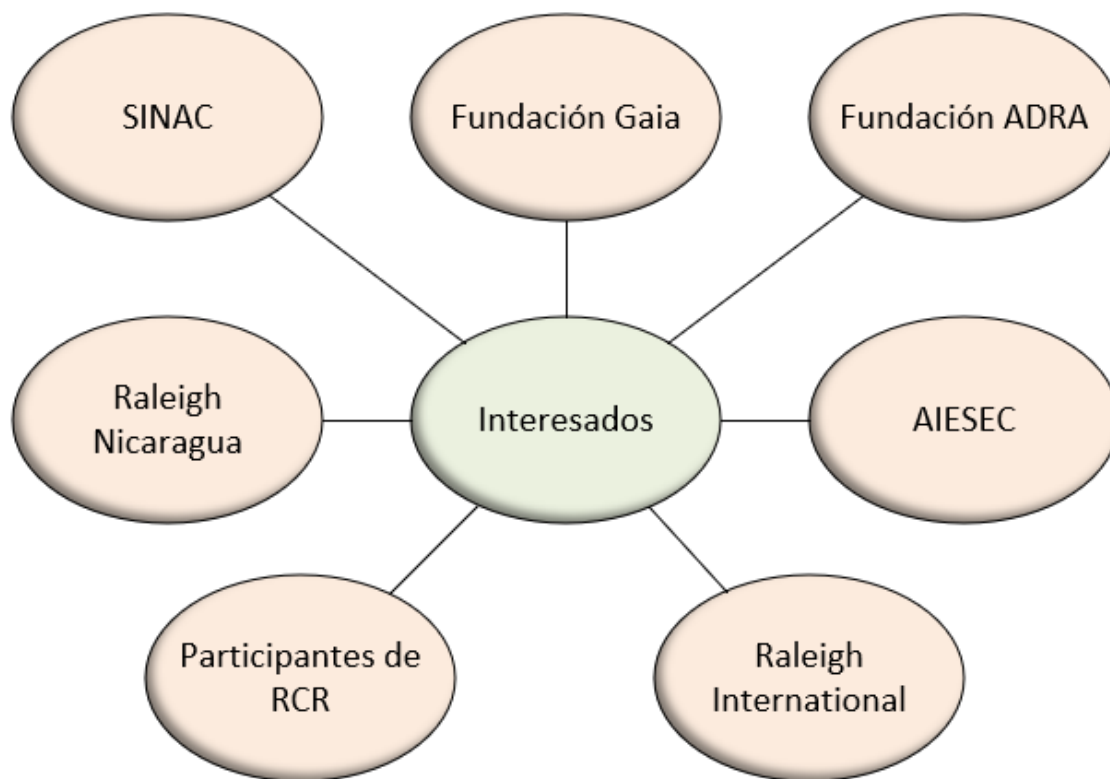 SINAC
Fundación Gaia
Fundación ADRA
Raleigh
Nicaragua
Interesados
AIESEC
Participantes de
RCR
Raleigh
International